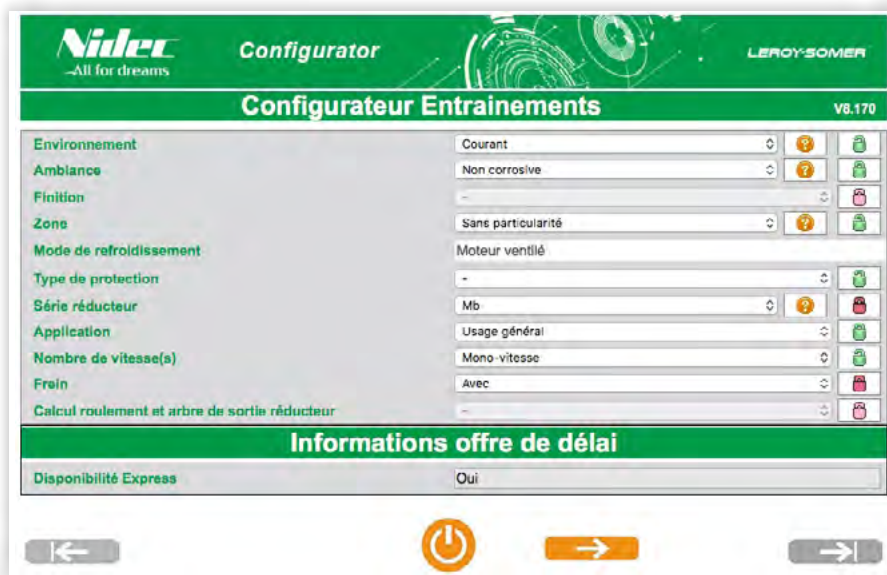 Nidec
All for dreams
Configurator
LEROY-SOMER
Configurateur Entrainements
V8.170
Environnement Courant ?
Ambiance Non corrosive ?
Finition -
Zone Sans particularité ?
Mode de refroidissement Moteur ventilé
Type de protection -
Série réducteur Mb ?
Application Usage général
Nombre de vitesse(s) Mono-vitesse
Frein Avec
Calcul roulement et arbre de sortie réducteur -
Informations offre de délai
Disponibilité Express Oui